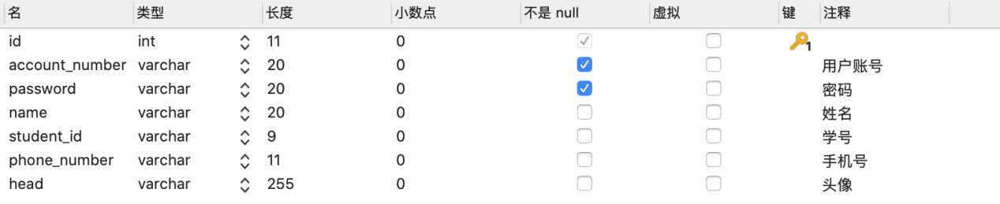 名 类型 长度 小数点 不是 null 虚拟 键 注释
id int 11 0 1
account_number varchar 20 0 用户账号
password varchar 20 0 密码
name varchar 20 0 姓名
student_id varchar 9 0 学号
phone_number varchar 11 0 手机号
head varchar 255 0 头像